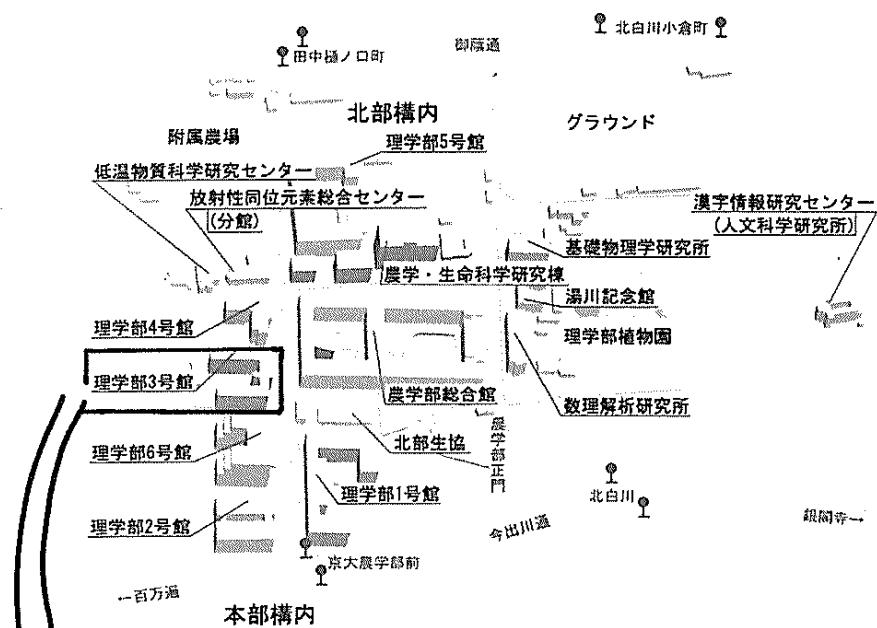 北白川小倉町
御蔭通
田中樋ノ口町
北部構内
グラウンド
附属農場
理学部5号館
低温物質科学研究センター
放射性同位元素総合センター
(分館)
漢字情報研究センター
(人文科学研究所)
基礎物理学研究所
農学・生命科学研究棟
湯川記念館
理学部4号館
理学部植物園
理学部3号館
農学部総合館
数理解析研究所
農学部正門
北部生協
理学部6号館
理学部1号館
北白川
理学部2号館
今出川通
銀閣寺→
京大農学部前
←百万遍
本部構内